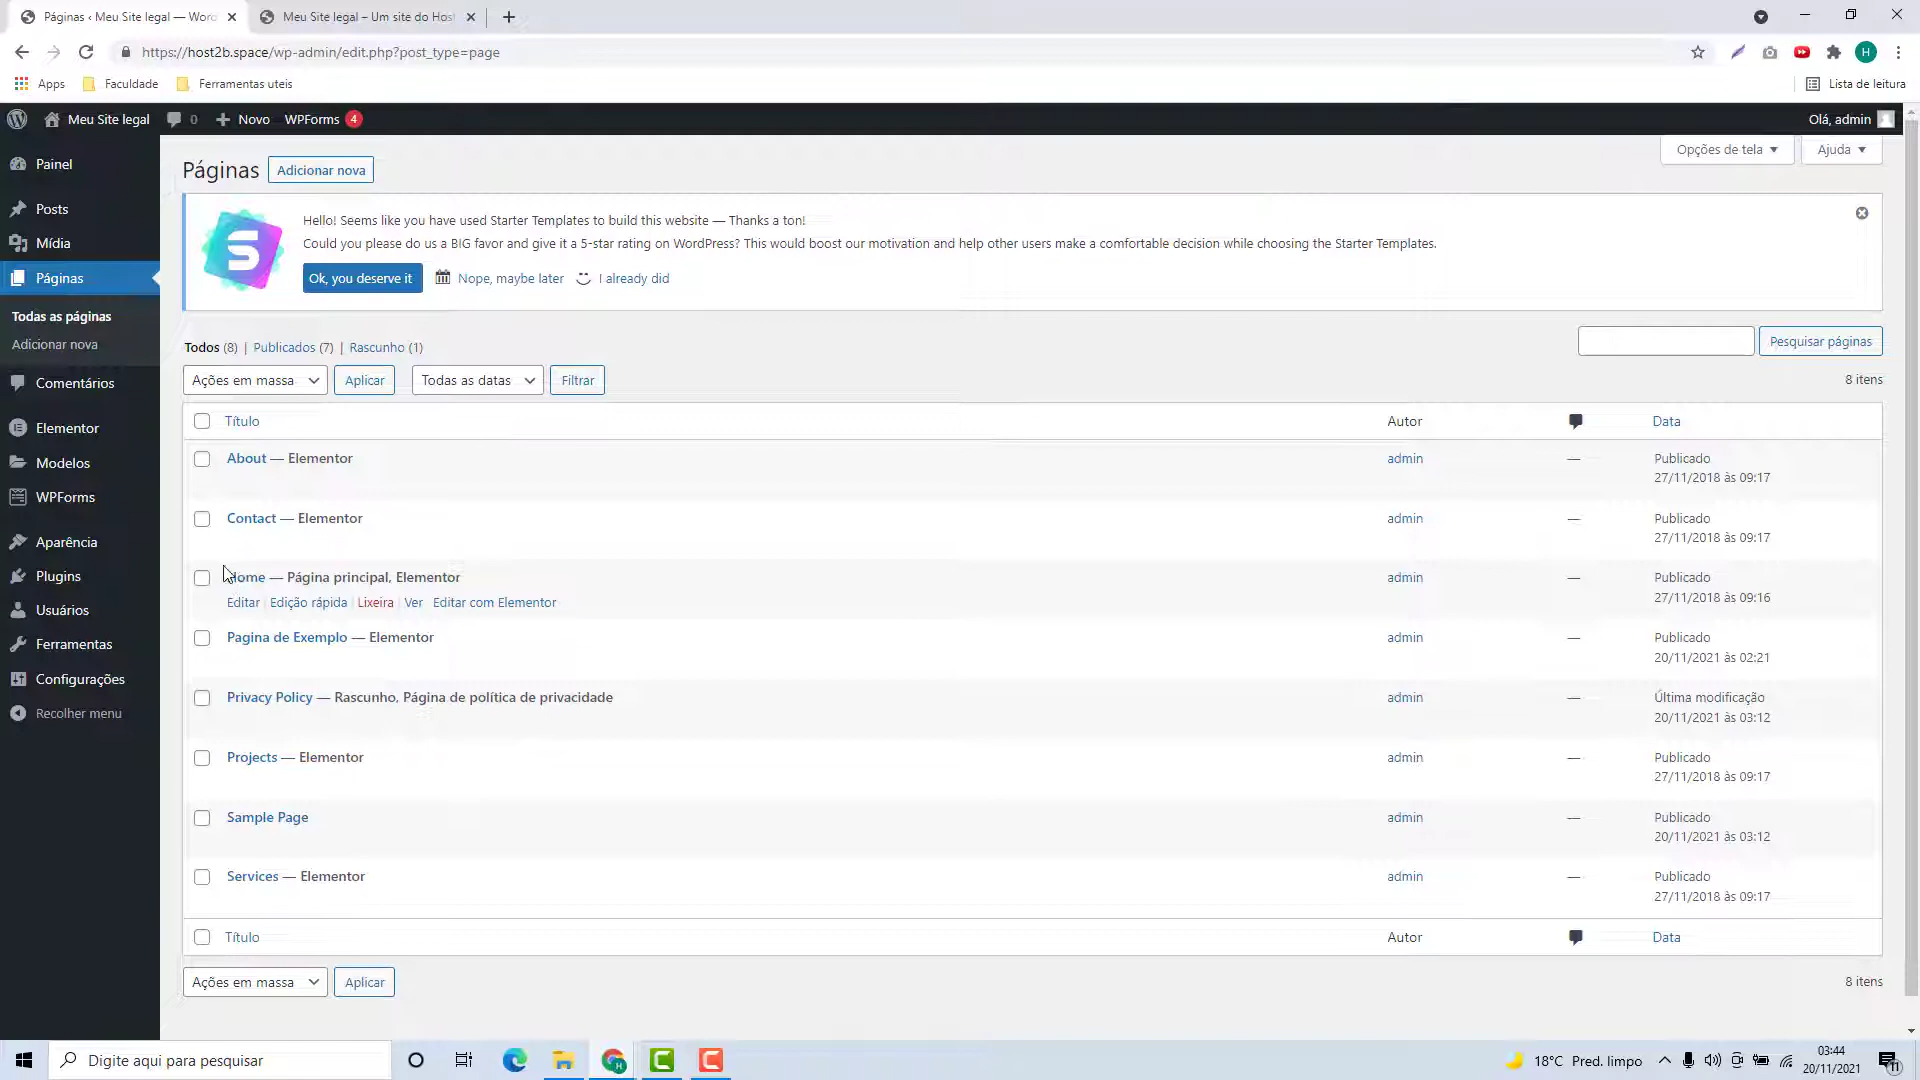 Páginas ‹ Meu Site legal — Word
Meu Site legal – Um site do Host
https://host2b.space/wp-admin/edit.php?post_type=page
H
Apps
Faculdade
Ferramentas uteis
Lista de leitura
Meu Site legal
0
Novo
WPForms
4
Olá, admin
Painel
Posts
Mídia
Páginas
Todas as páginas
Adicionar nova
Comentários
Elementor
Modelos
WPForms
Aparência
Plugins
Usuários
Ferramentas
Configurações
Recolher menu
Páginas
Adicionar nova
Opções de tela
Ajuda
S
Hello! Seems like you have used Starter Templates to build this website — Thanks a ton!
Could you please do us a BIG favor and give it a 5-star rating on WordPress? This would boost our motivation and help other users make a comfortable decision while choosing the Starter Templates.
Ok, you deserve it
Nope, maybe later
I already did
Todos (8) | Publicados (7) | Rascunho (1)
Pesquisar páginas
Ações em massa
Aplicar
Todas as datas
Filtrar
8 itens
Título
Autor
Data
About — Elementor
admin
—
Publicado
27/11/2018 às 09:17
Contact — Elementor
admin
—
Publicado
27/11/2018 às 09:17
Home — Página principal, Elementor
admin
—
Publicado
27/11/2018 às 09:16
Editar | Edição rápida | Lixeira | Ver | Editar com Elementor
Pagina de Exemplo — Elementor
admin
—
Publicado
20/11/2021 às 02:21
Privacy Policy — Rascunho, Página de política de privacidade
admin
—
Última modificação
20/11/2021 às 03:12
Projects — Elementor
admin
—
Publicado
27/11/2018 às 09:17
Sample Page
admin
—
Publicado
20/11/2021 às 03:12
Services — Elementor
admin
—
Publicado
27/11/2018 às 09:17
Título
Autor
Data
Ações em massa
Aplicar
8 itens
Digite aqui para pesquisar
18°C Pred. limpo
03:44
20/11/2021
11